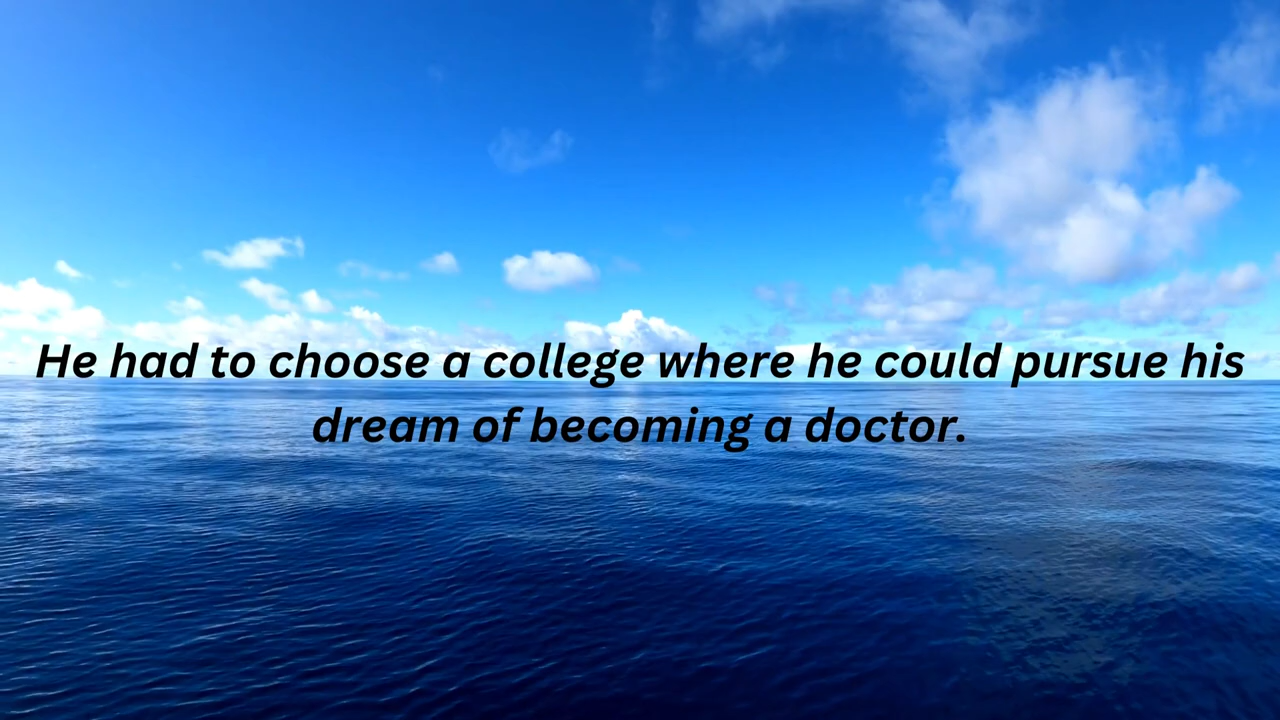 He had to choose a college where he could pursue his
dream of becoming a doctor.